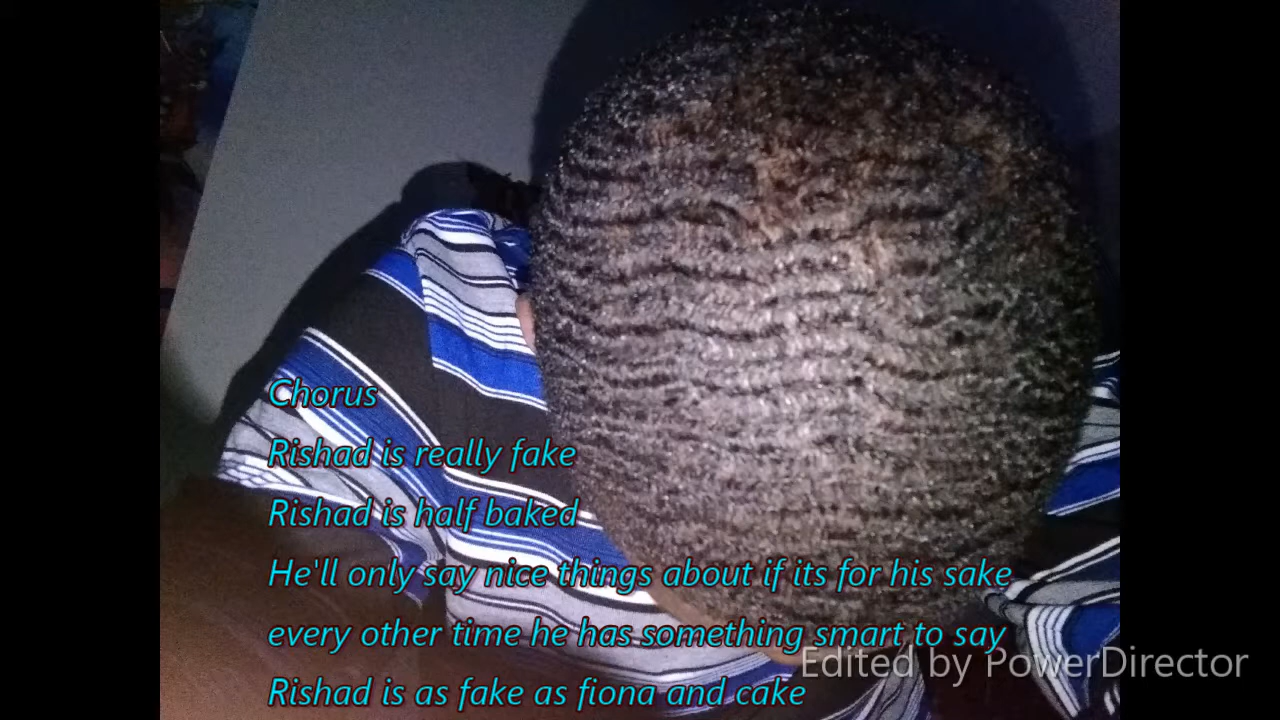 Chorus
Rishad is really fake
Rishad is half baked
He'll only say nice things about if its for his sake
every other time he has something smart to say
Rishad is as fake as fiona and cake
Edited by PowerDirector